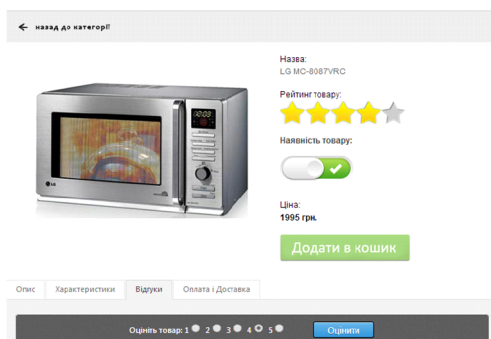 назад до категорії
Назва:
LG MC-8087VRC
Рейтинг товару:
Наявність товару:
Ціна:
1995 грн.
Додати в кошик
Опис Характеристики Відгуки Оплата і Доставка
Оцініть товар: 1 2 3 4 5 Оцінити
LG